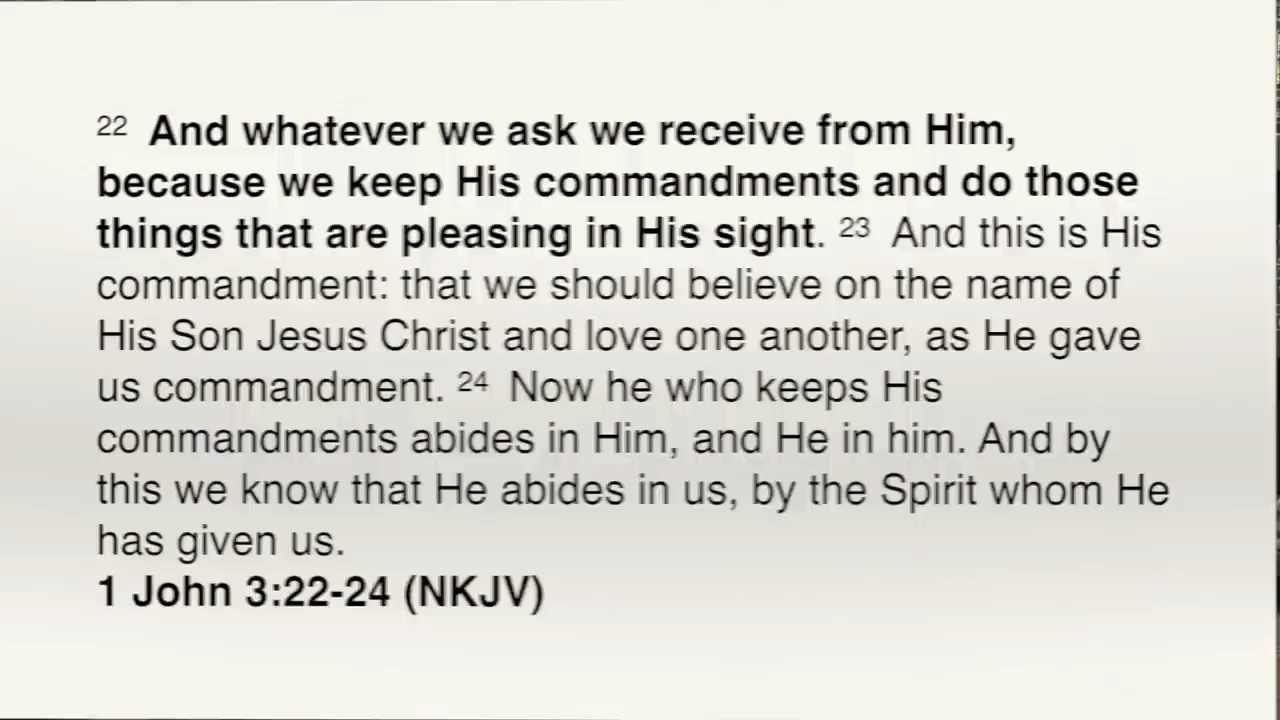 22 And whatever we ask we receive from Him,
because we keep His commandments and do those
things that are pleasing in His sight. 23 And this is His
commandment: that we should believe on the name of
His Son Jesus Christ and love one another, as He gave
us commandment. 24 Now he who keeps His
commandments abides in Him, and He in him. And by
this we know that He abides in us, by the Spirit whom He
has given us.
1 John 3:22-24 (NKJV)